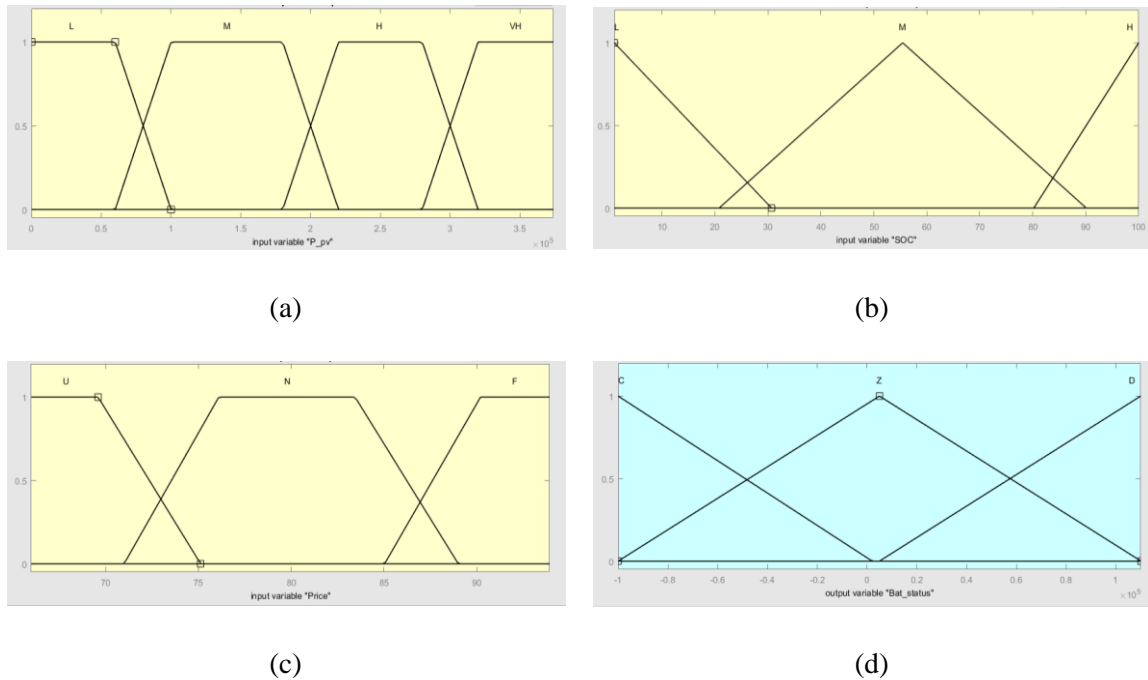 L M H VH
1
0.5
0
0 0.5 1 1.5 2 2.5 3 3.5
× 10⁵
input variable "P_pv"
(a)
L M H
1
0.5
0
10 20 30 40 50 60 70 80 90 100
input variable "SOC"
(b)
U N F
1
0.5
0
70 75 80 85 90
input variable "Price"
(c)
C Z D
1
0.5
0
-1 -0.8 -0.6 -0.4 -0.2 0 0.2 0.4 0.6 0.8 1
× 10⁵
output variable "Bat_status"
(d)